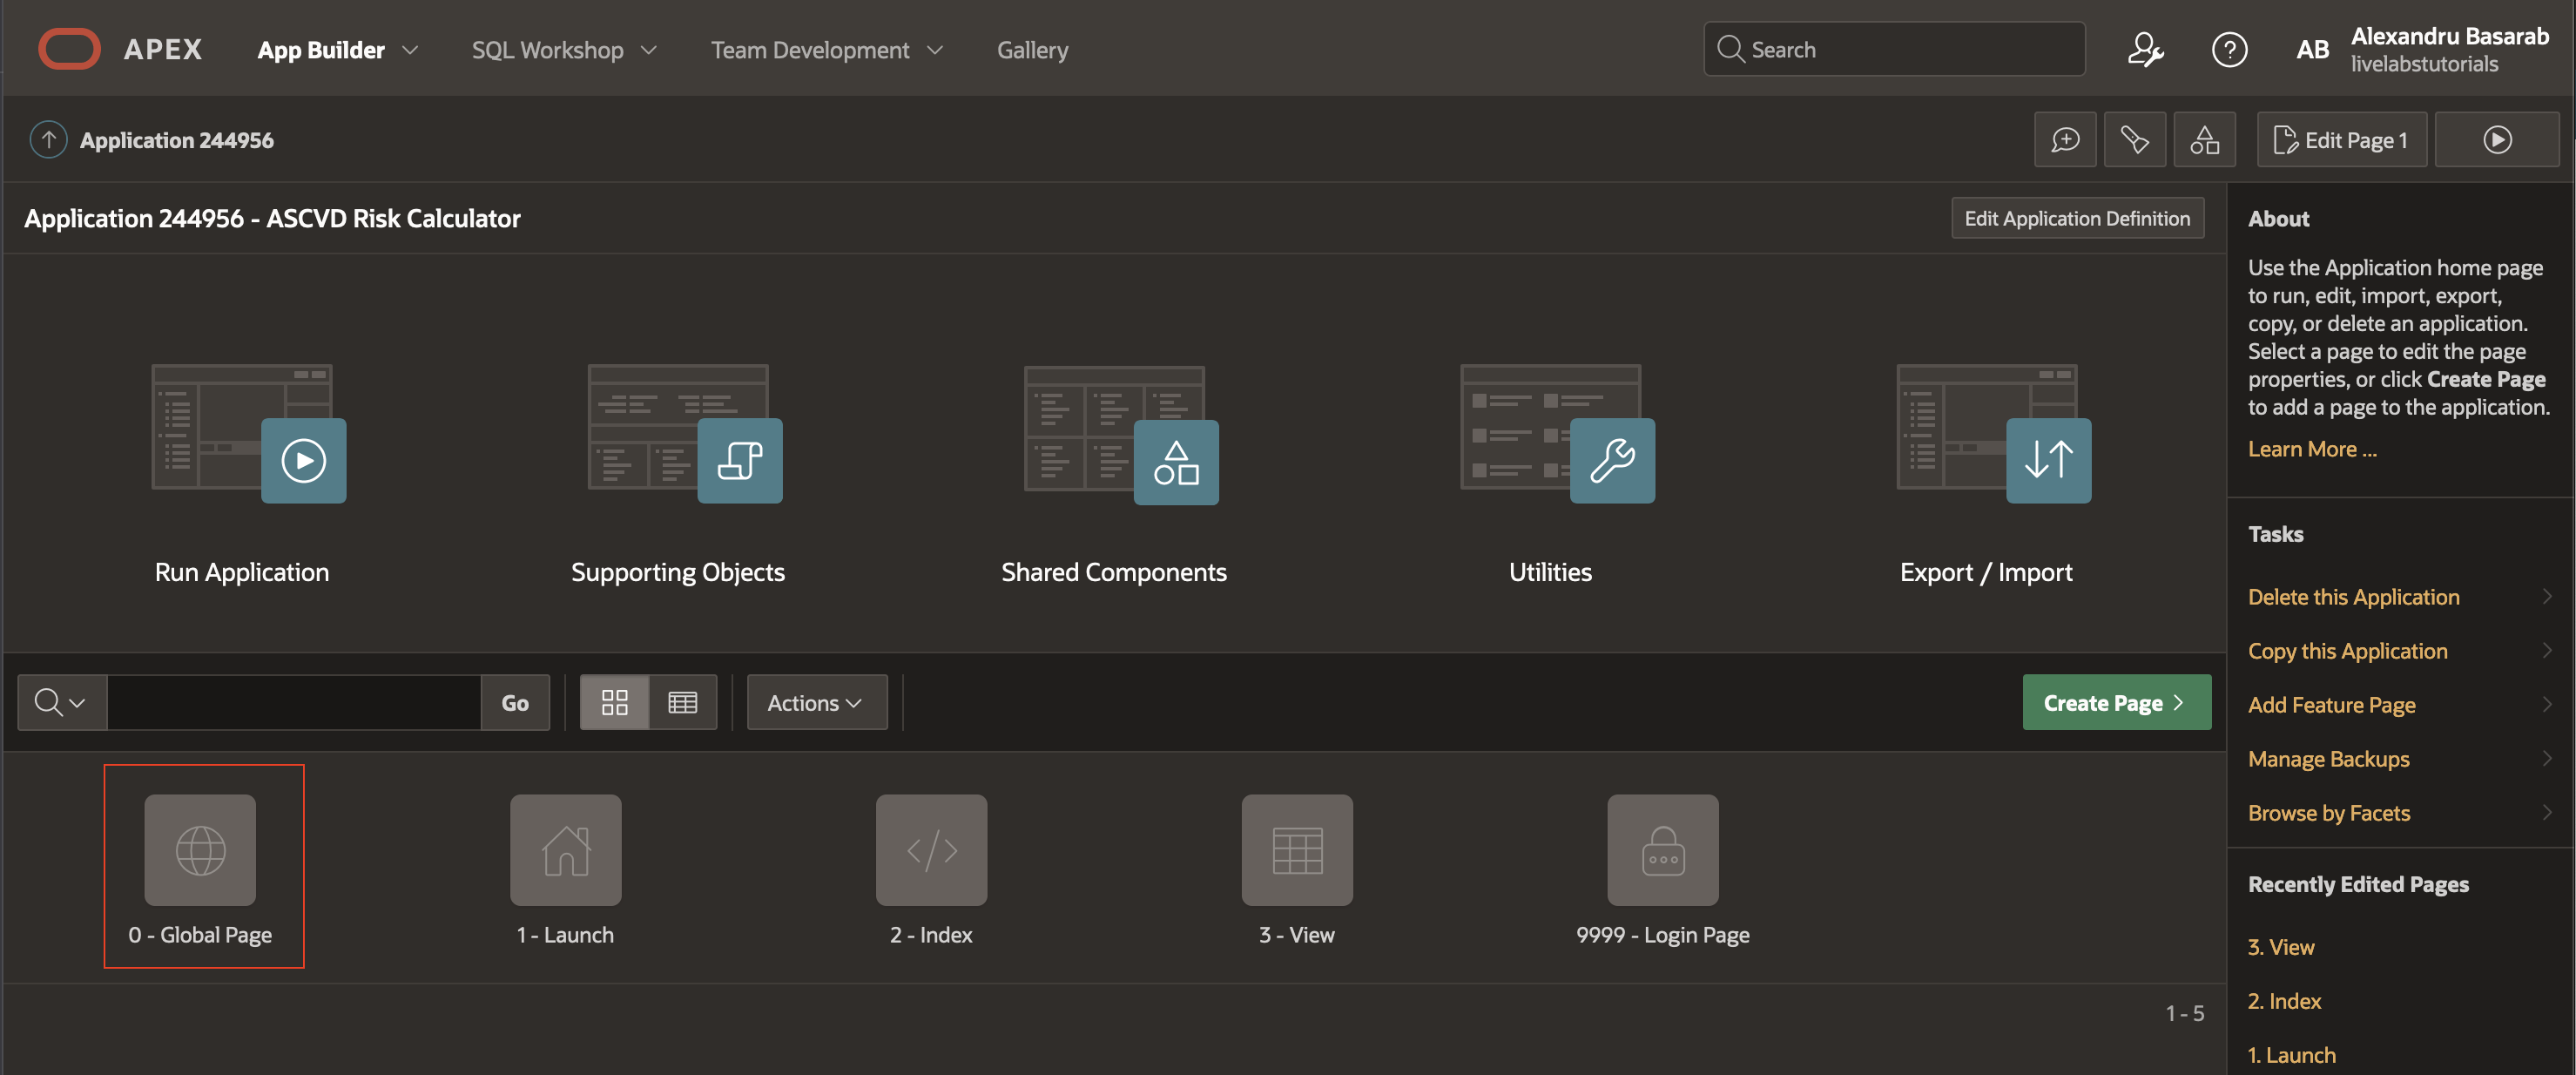 APEX
App Builder
SQL Workshop
Team Development
Gallery
Search
AB
Alexandru Basarab
livelabstutorials
Application 244956
Edit Page 1
Application 244956 - ASCVD Risk Calculator
Edit Application Definition
Run Application
Supporting Objects
Shared Components
Utilities
Export / Import
Go
Actions
Create Page
0 - Global Page
1 - Launch
2 - Index
3 - View
9999 - Login Page
1 - 5
About
Use the Application home page
to run, edit, import, export,
copy, or delete an application.
Select a page to edit the page
properties, or click Create Page
to add a page to the application.
Learn More ...
Tasks
Delete this Application
Copy this Application
Add Feature Page
Manage Backups
Browse by Facets
Recently Edited Pages
3. View
2. Index
1. Launch